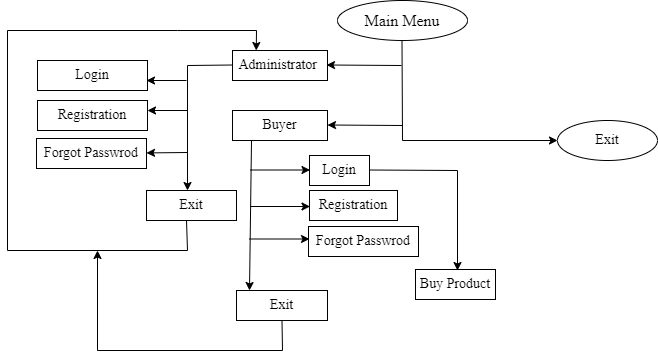 Main Menu
Administrator
Login
Registration
Buyer
Forgot Passwrod
Exit
Login
Exit
Registration
Forgot Passwrod
Buy Product
Exit